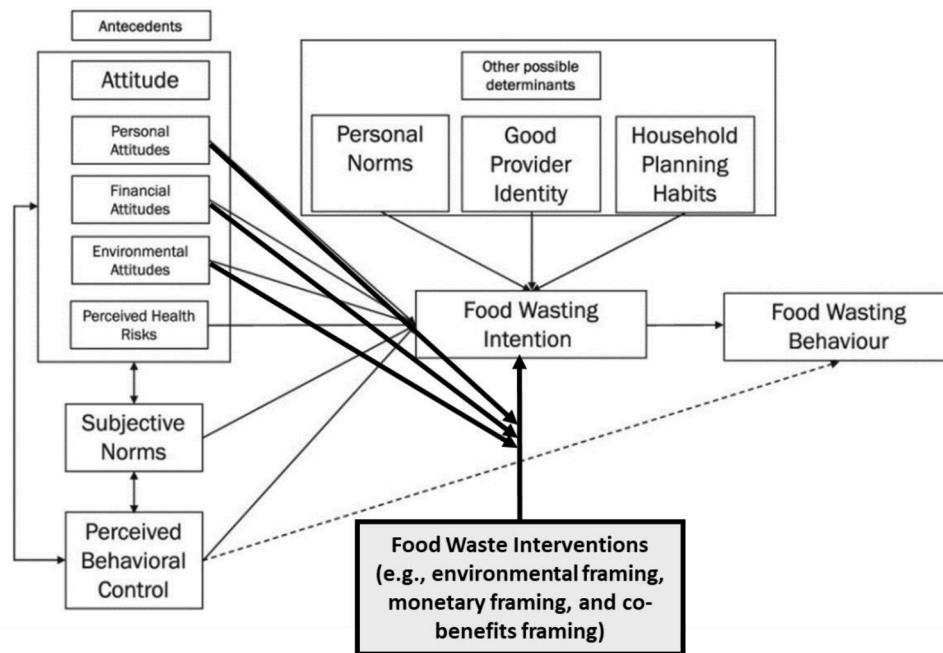 Antecedents
Attitude
Personal
Attitudes
Financial
Attitudes
Environmental
Attitudes
Perceived Health
Risks
Subjective
Norms
Perceived
Behavioral
Control
Other possible
determinants
Personal
Norms
Good
Provider
Identity
Household
Planning
Habits
Food Wasting
Intention
Food Wasting
Behaviour
Food Waste Interventions
(e.g., environmental framing,
monetary framing, and co-
benefits framing)